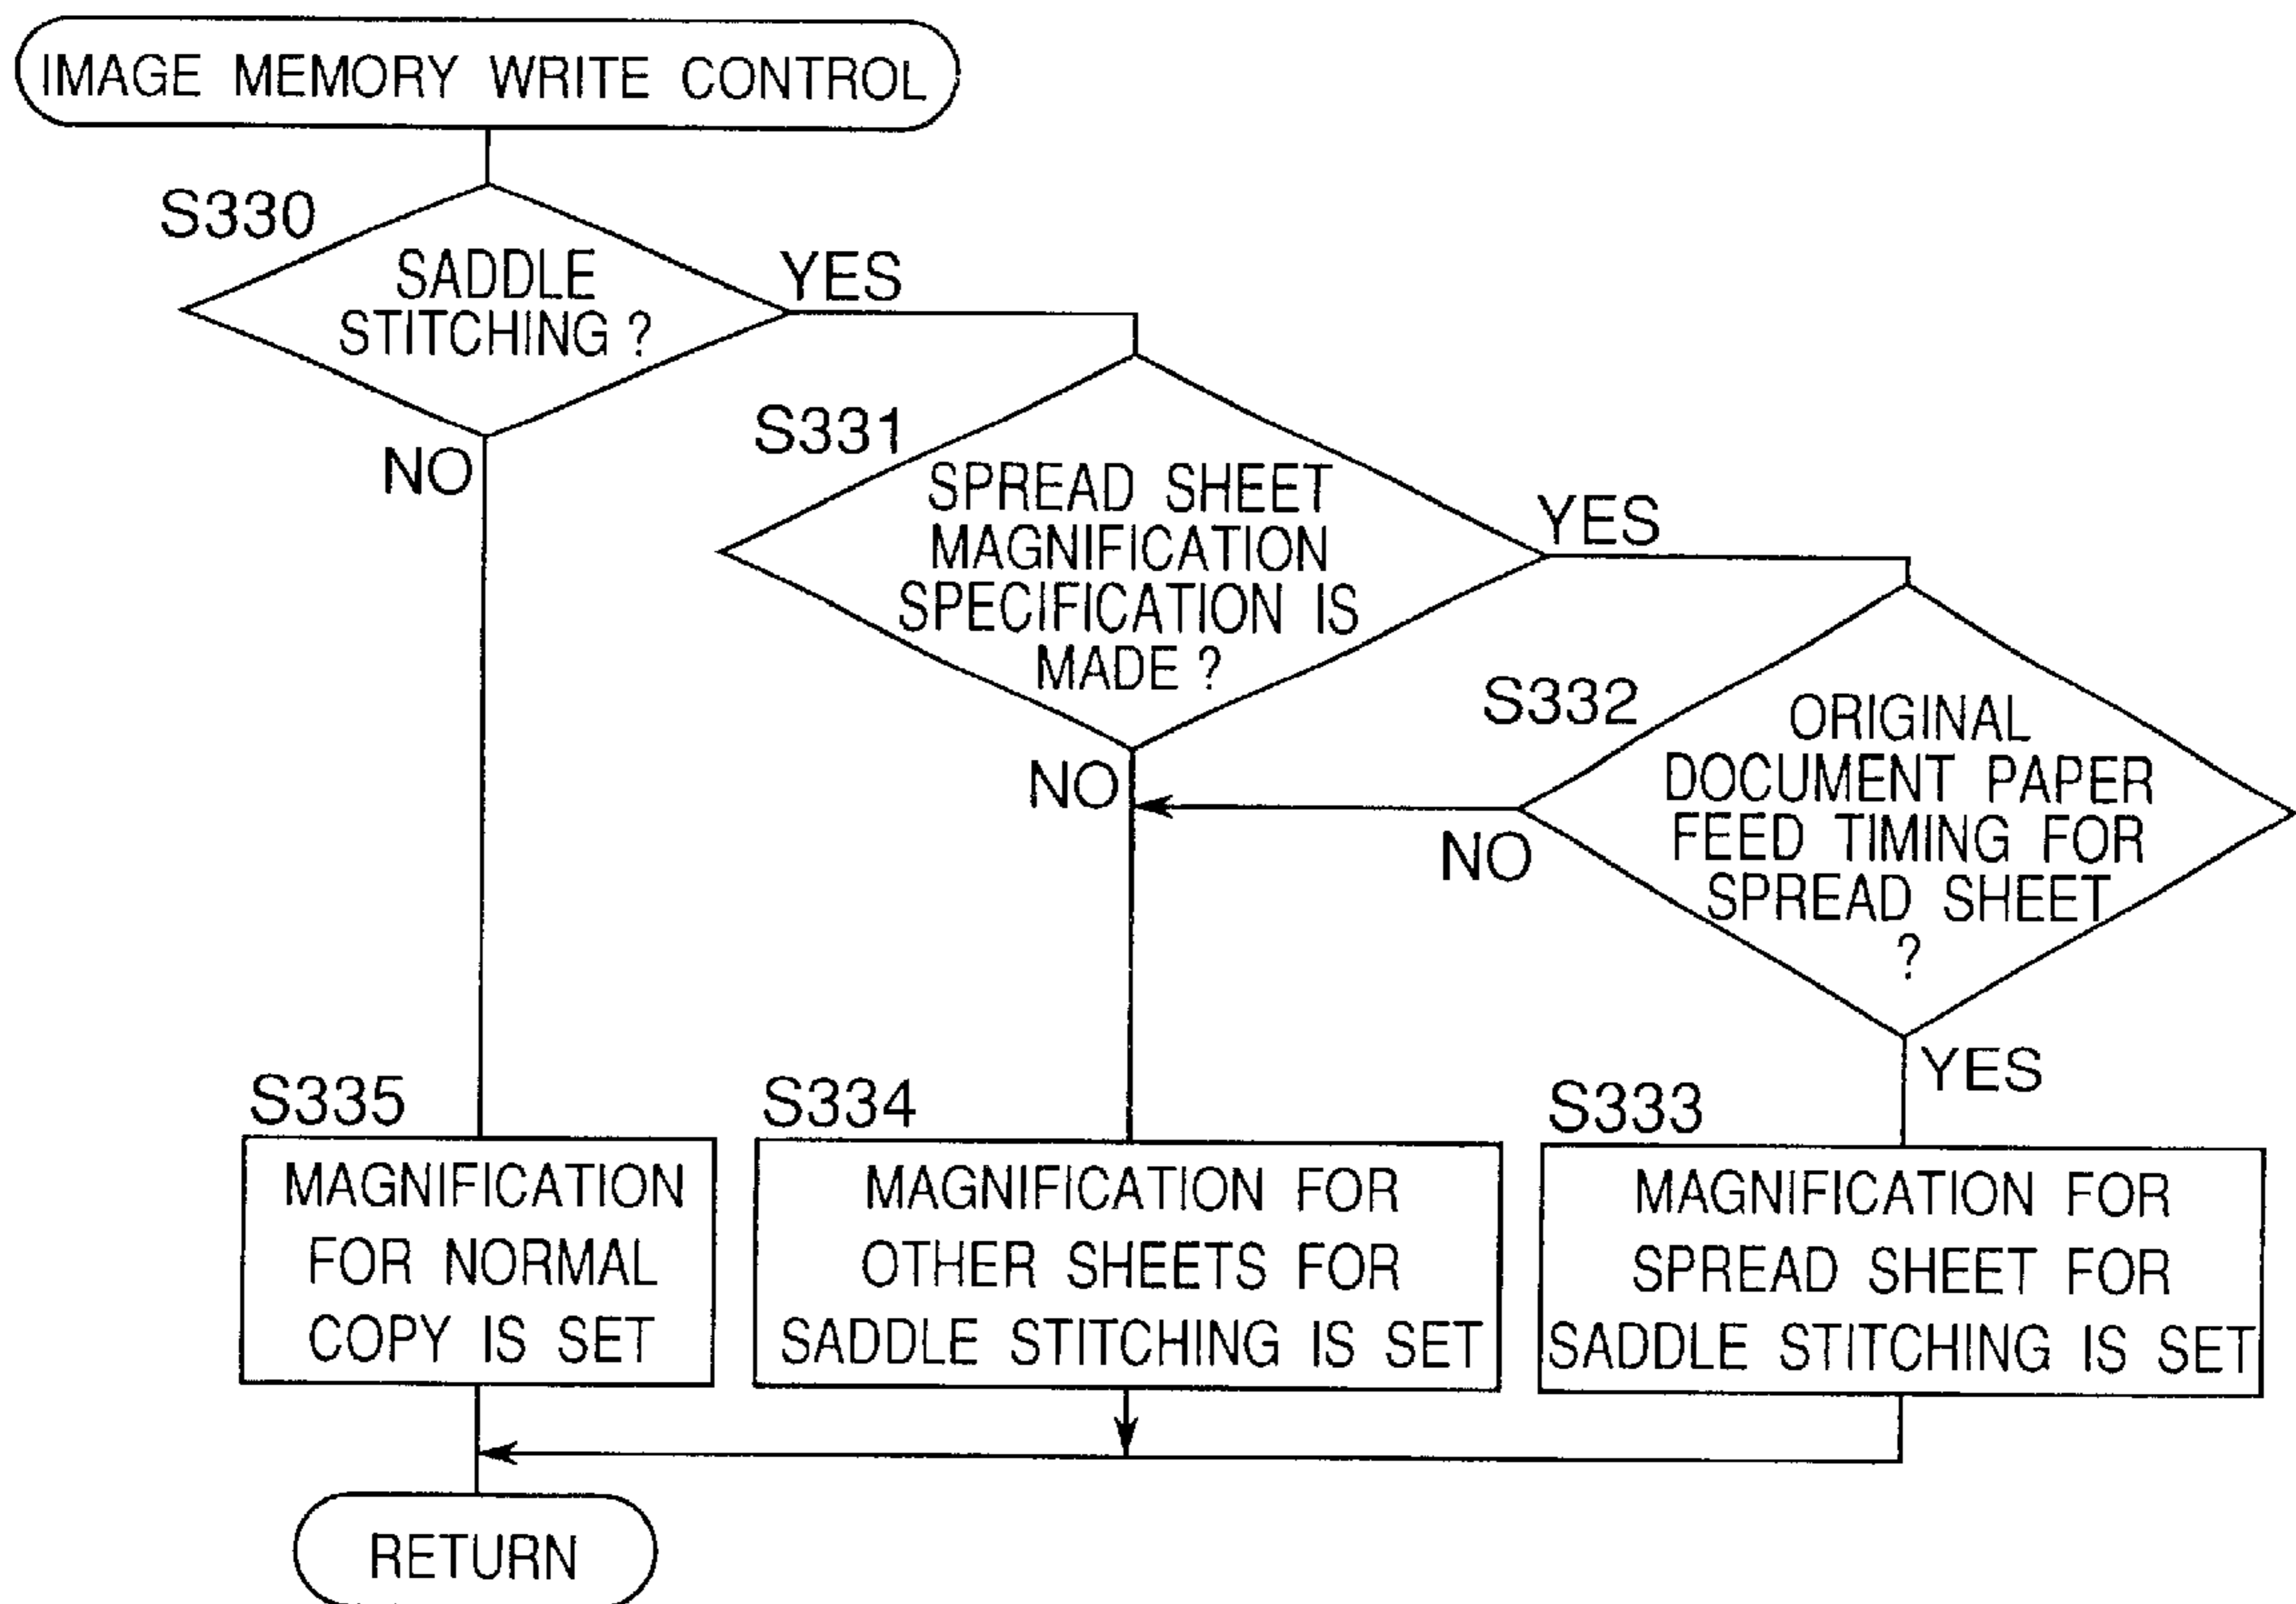 IMAGE MEMORY WRITE CONTROL
S330
SADDLE
STITCHING ?
YES
NO
S331
SPREAD SHEET
MAGNIFICATION
SPECIFICATION IS
MADE ?
YES
NO
S332
ORIGINAL
DOCUMENT PAPER
FEED TIMING FOR
SPREAD SHEET
?
NO
YES
S335
MAGNIFICATION
FOR NORMAL
COPY IS SET
S334
MAGNIFICATION FOR
OTHER SHEETS FOR
SADDLE STITCHING IS SET
S333
MAGNIFICATION FOR
SPREAD SHEET FOR
SADDLE STITCHING IS SET
RETURN